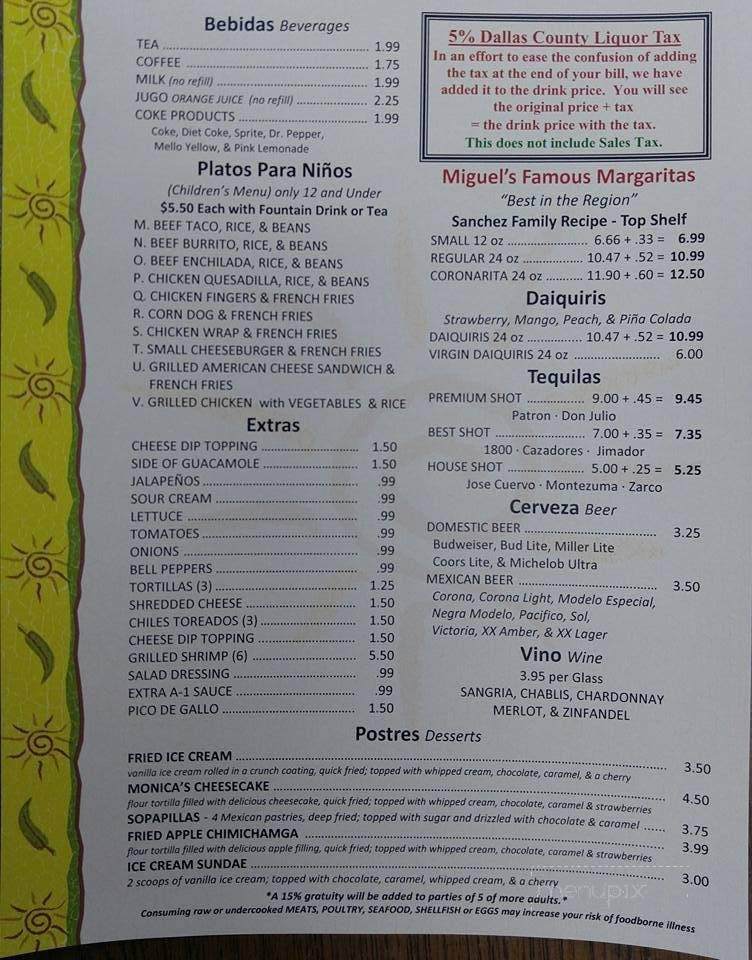 Bebidas Beverages
TEA ... 1.99
COFFEE ... 1.75
MILK (no refill) ... 1.99
JUGO ORANGE JUICE (no refill) ... 2.25
COKE PRODUCTS ... 1.99
Coke, Diet Coke, Sprite, Dr. Pepper,
Mello Yellow, & Pink Lemonade
Platos Para Niños
(Children's Menu) only 12 and Under
$5.50 Each with Fountain Drink or Tea
M. BEEF TACO, RICE, & BEANS
N. BEEF BURRITO, RICE, & BEANS
O. BEEF ENCHILADA, RICE, & BEANS
P. CHICKEN QUESADILLA, RICE, & BEANS
Q. CHICKEN FINGERS & FRENCH FRIES
R. CORN DOG & FRENCH FRIES
S. CHICKEN WRAP & FRENCH FRIES
T. SMALL CHEESEBURGER & FRENCH FRIES
U. GRILLED AMERICAN CHEESE SANDWICH &
FRENCH FRIES
V. GRILLED CHICKEN with VEGETABLES & RICE
Extras
CHEESE DIP TOPPING ... 1.50
SIDE OF GUACAMOLE ... 1.50
JALAPEÑOS ... .99
SOUR CREAM ... .99
LETTUCE ... .99
TOMATOES ... .99
ONIONS ... .99
BELL PEPPERS ... .99
TORTILLAS (3) ... 1.25
SHREDDED CHEESE ... 1.50
CHILES TOREADOS (3) ... 1.50
CHEESE DIP TOPPING ... 1.50
GRILLED SHRIMP (6) ... 5.50
SALAD DRESSING ... .99
EXTRA A-1 SAUCE ... .99
PICO DE GALLO ... 1.50
5% Dallas County Liquor Tax
In an effort to ease the confusion of adding
the tax at the end of your bill, we have
added it to the drink price. You will see
the original price + tax
= the drink price with the tax.
This does not include Sales Tax.
Miguel's Famous Margaritas
"Best in the Region"
Sanchez Family Recipe - Top Shelf
SMALL 12 oz ... 6.66 + .33 = 6.99
REGULAR 24 oz ... 10.47 + .52 = 10.99
CORONARITA 24 oz ... 11.90 + .60 = 12.50
Daiquiris
Strawberry, Mango, Peach, & Piña Colada
DAIQUIRIS 24 oz ... 10.47 + .52 = 10.99
VIRGIN DAIQUIRIS 24 oz ... 6.00
Tequilas
PREMIUM SHOT ... 9.00 + .45 = 9.45
Patron · Don Julio
BEST SHOT ... 7.00 + .35 = 7.35
1800 · Cazadores · Jimador
HOUSE SHOT ... 5.00 + .25 = 5.25
Jose Cuervo · Montezuma · Zarco
Cerveza Beer
DOMESTIC BEER ... 3.25
Budweiser, Bud Lite, Miller Lite
Coors Lite, & Michelob Ultra
MEXICAN BEER ... 3.50
Corona, Corona Light, Modelo Especial,
Negra Modelo, Pacifico, Sol,
Victoria, XX Amber, & XX Lager
Vino Wine
3.95 per Glass
SANGRIA, CHABLIS, CHARDONNAY
MERLOT, & ZINFANDEL
Postres Desserts
FRIED ICE CREAM ... 3.50
vanilla ice cream rolled in a crunch coating, quick fried; topped with whipped cream, chocolate, caramel, & a cherry
MONICA'S CHEESECAKE ... 4.50
flour tortilla filled with delicious cheesecake, quick fried; topped with whipped cream, chocolate, caramel & strawberries
SOPAPILLAS - 4 Mexican pastries, deep fried; topped with sugar and drizzled with chocolate & caramel ... 3.75
FRIED APPLE CHIMICHAMGA ... 3.99
flour tortilla filled with delicious apple filling, quick fried; topped with whipped cream, chocolate, caramel & strawberries
ICE CREAM SUNDAE ... 3.00
2 scoops of vanilla ice cream; topped with chocolate, caramel, whipped cream, & a cherry
menupix
*A 15% gratuity will be added to parties of 5 of more adults.*
Consuming raw or undercooked MEATS, POULTRY, SEAFOOD, SHELLFISH or EGGS may increase your risk of foodborne illness